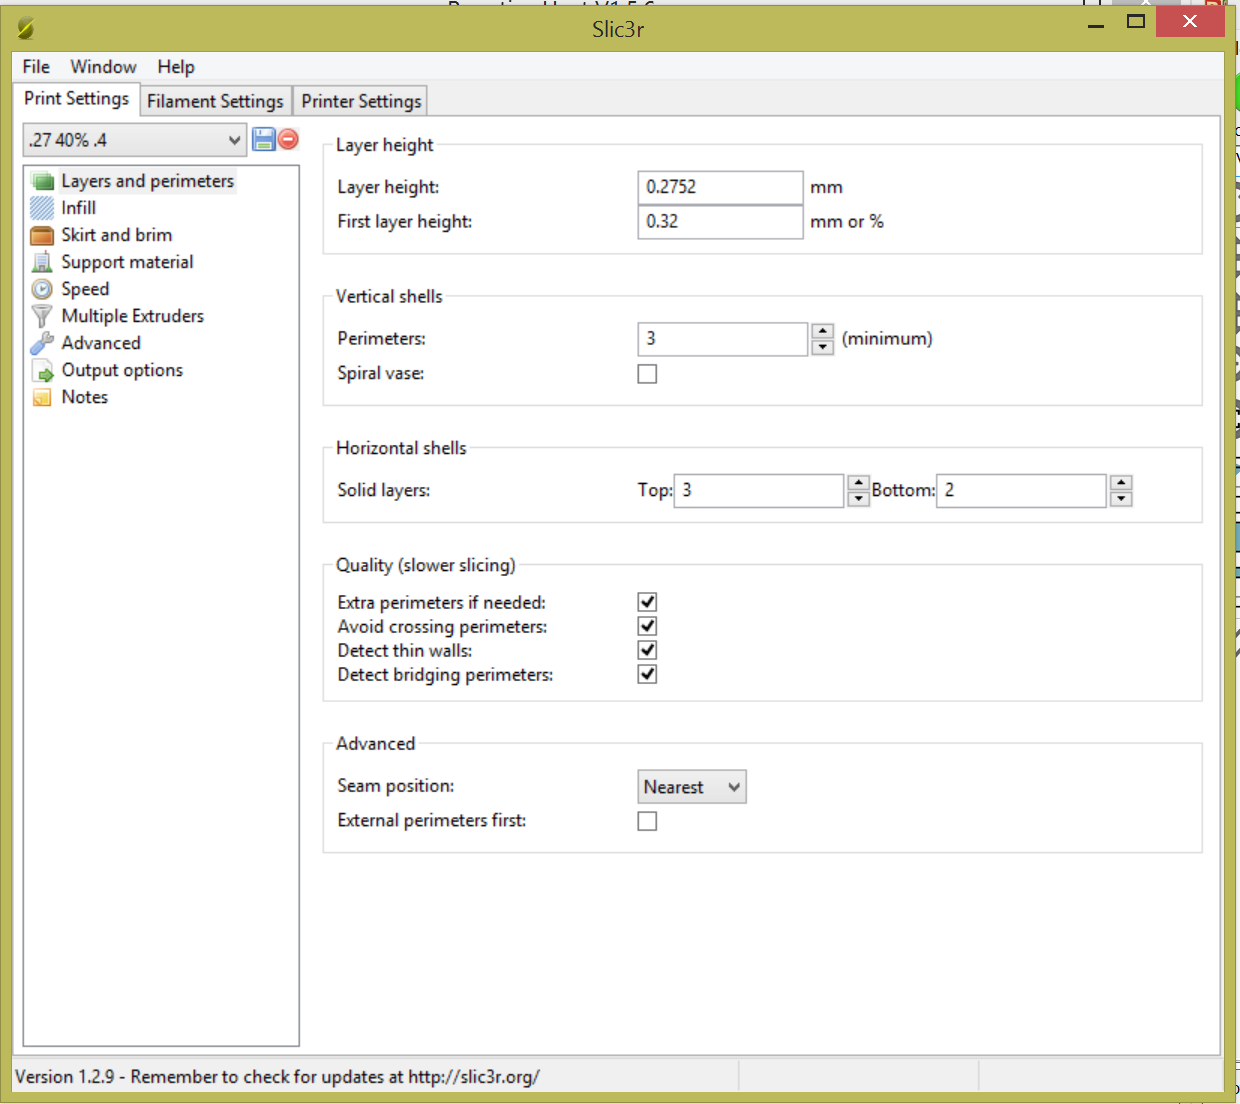 Slic3r
File Window Help
Print Settings Filament Settings Printer Settings
.27 40% .4
Layers and perimeters
Infill
Skirt and brim
Support material
Speed
Multiple Extruders
Advanced
Output options
Notes
Layer height
Layer height: 0.2752 mm
First layer height: 0.32 mm or %
Vertical shells
Perimeters: 3 (minimum)
Spiral vase:
Horizontal shells
Solid layers: Top: 3 Bottom: 2
Quality (slower slicing)
Extra perimeters if needed:
Avoid crossing perimeters:
Detect thin walls:
Detect bridging perimeters:
Advanced
Seam position: Nearest
External perimeters first:
Version 1.2.9 - Remember to check for updates at http://slic3r.org/